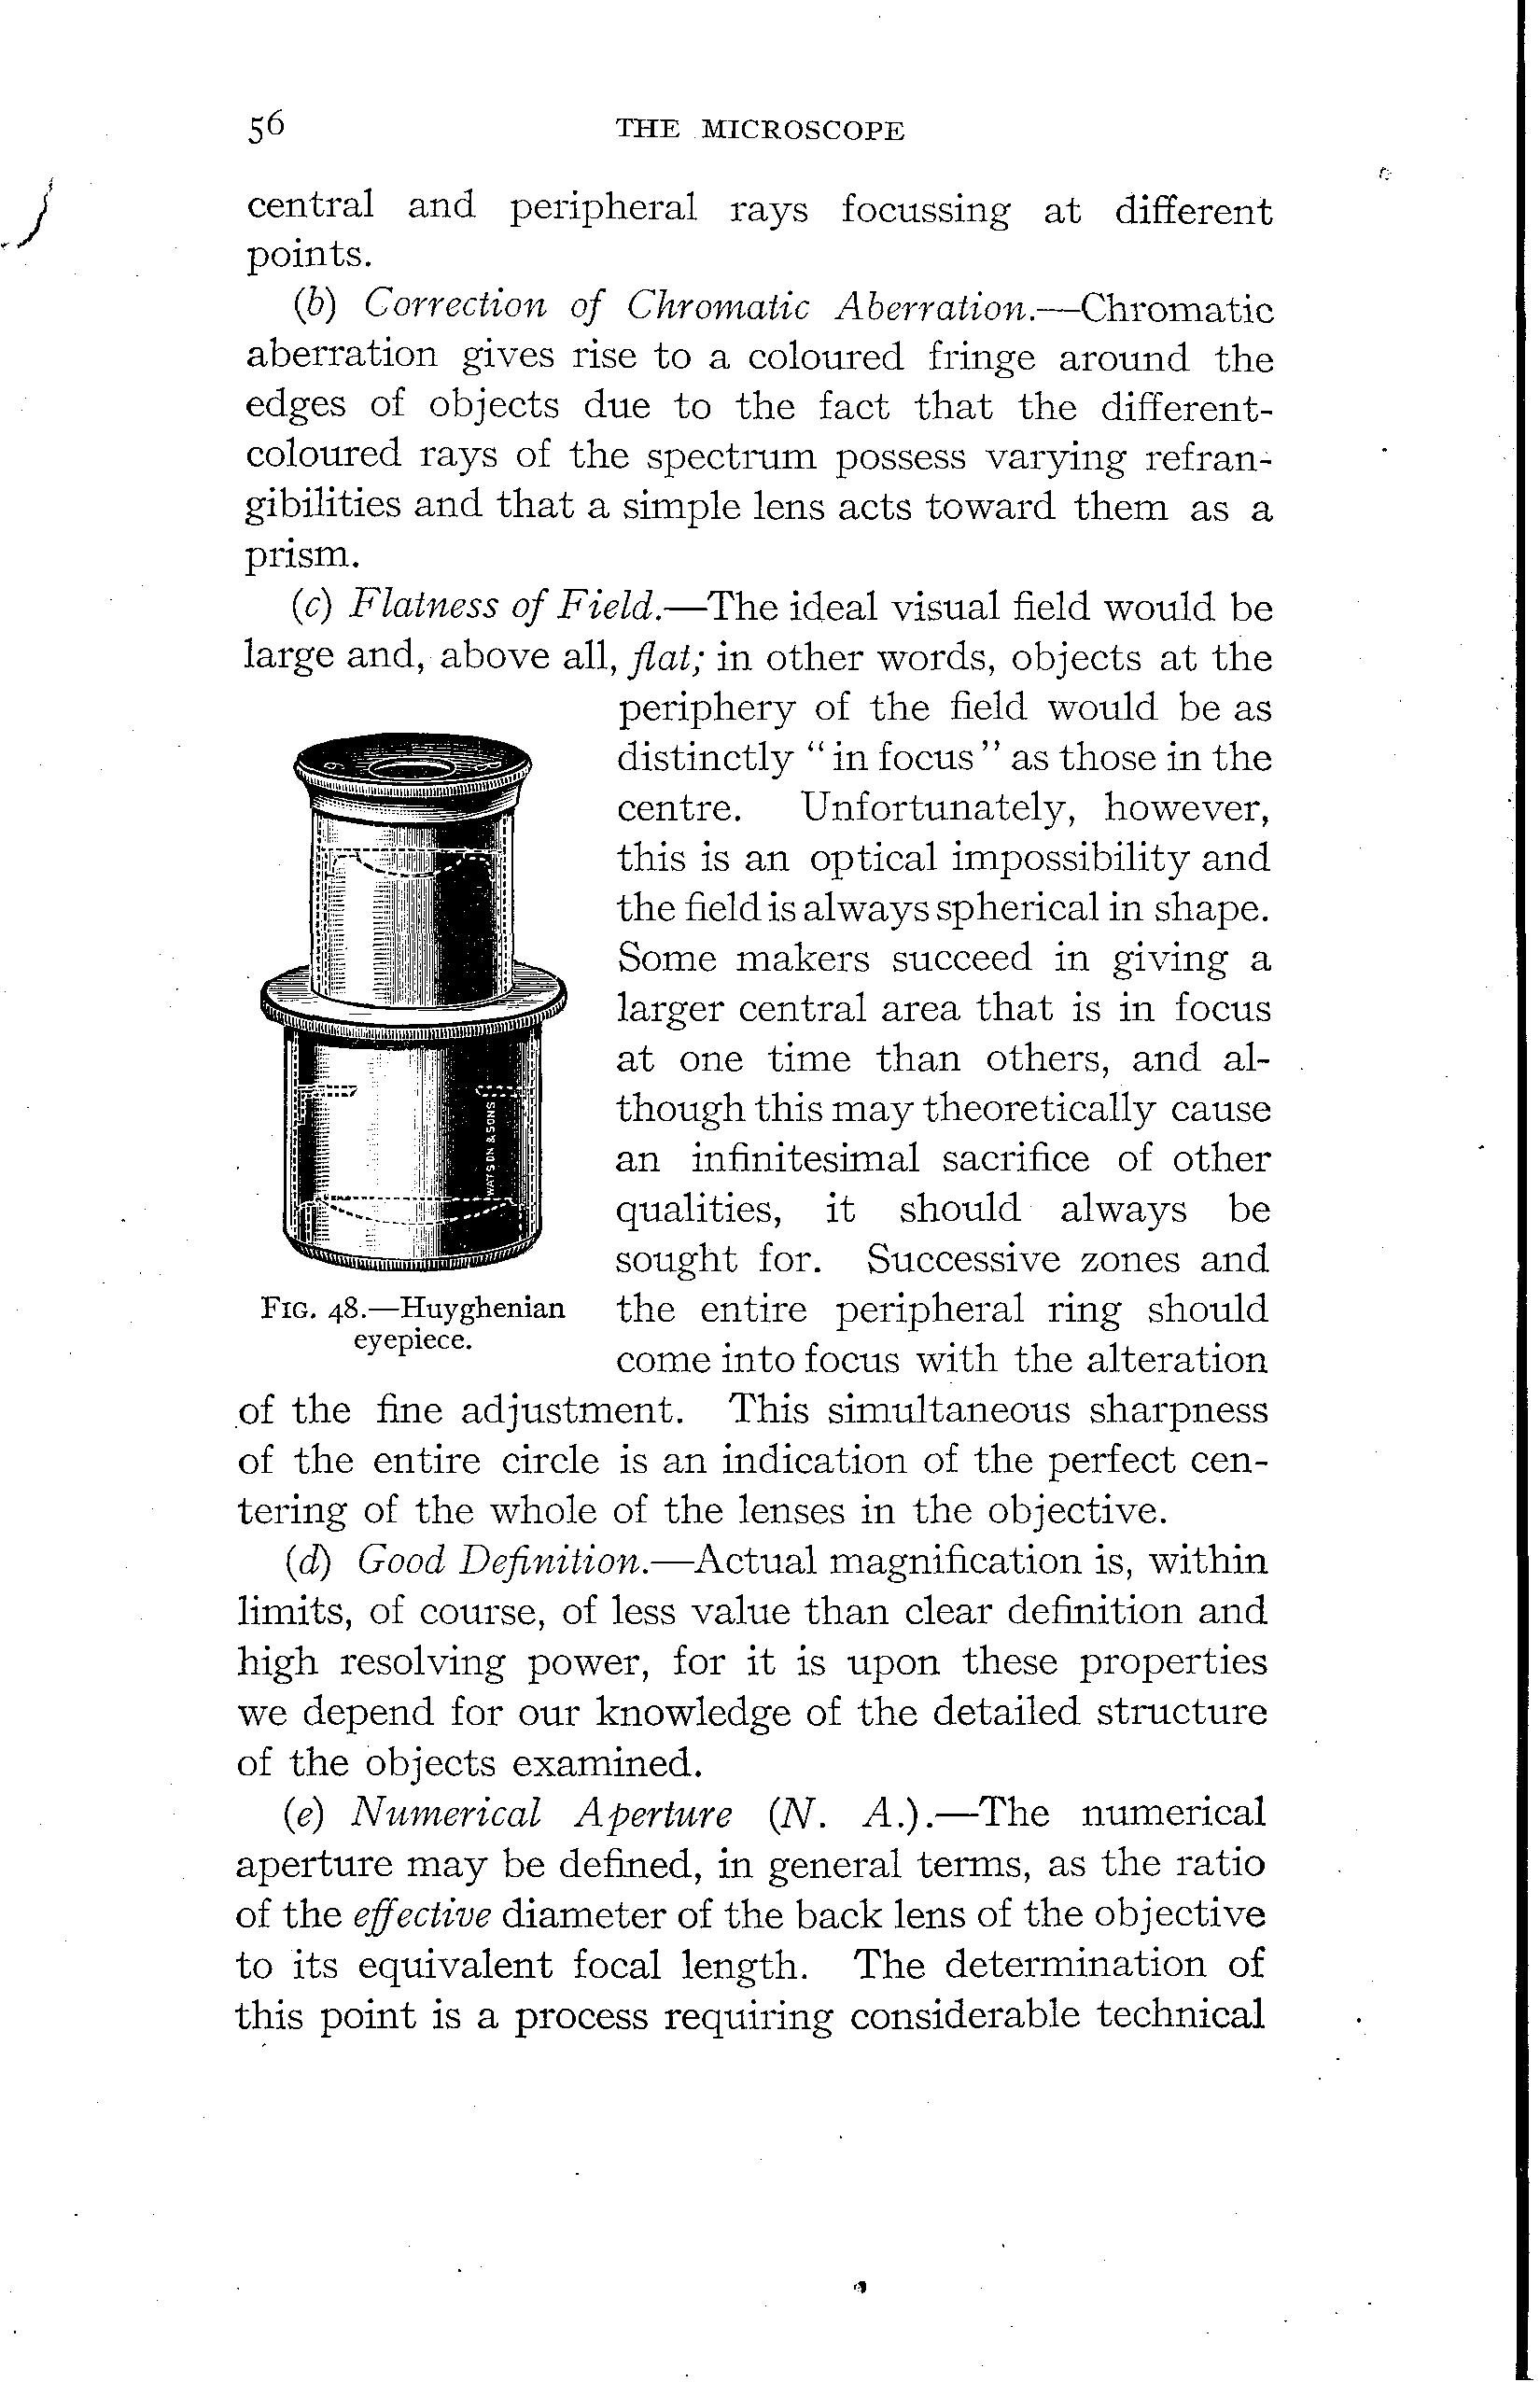 56 THE MICROSCOPE
central and peripheral rays focussing at different
points.
(b) Correction of Chromatic Aberration.—Chromatic
aberration gives rise to a coloured fringe around the
edges of objects due to the fact that the different-
coloured rays of the spectrum possess varying refran-
gibilities and that a simple lens acts toward them as a
prism.
(c) Flatness of Field.—The ideal visual field would be
large and, above all, flat; in other words, objects at the
periphery of the field would be as
distinctly “in focus” as those in the
centre. Unfortunately, however,
this is an optical impossibility and
the field is always spherical in shape.
Some makers succeed in giving a
larger central area that is in focus
at one time than others, and al-
though this may theoretically cause
an infinitesimal sacrifice of other
qualities, it should always be
sought for. Successive zones and
the entire peripheral ring should
come into focus with the alteration
WATSON & SONS
FIG. 48.—Huyghenian
eyepiece.
of the fine adjustment. This simultaneous sharpness
of the entire circle is an indication of the perfect cen-
tering of the whole of the lenses in the objective.
(d) Good Definition.—Actual magnification is, within
limits, of course, of less value than clear definition and
high resolving power, for it is upon these properties
we depend for our knowledge of the detailed structure
of the objects examined.
(e) Numerical Aperture (N. A.).—The numerical
aperture may be defined, in general terms, as the ratio
of the effective diameter of the back lens of the objective
to its equivalent focal length. The determination of
this point is a process requiring considerable technical